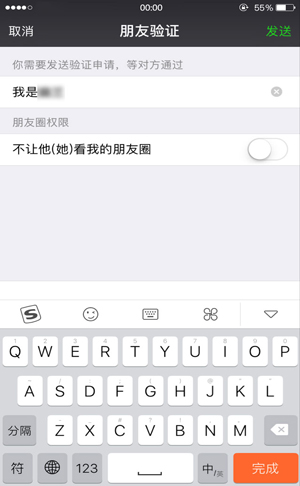 00:00
55%
取消
朋友验证
发送
你需要发送验证申请，等对方通过
我是
朋友圈权限
不让他(她)看我的朋友圈
S
Q W E R T Y U I O P
A S D F G H J K L
分隔 Z X C V B N M
符 123 中/英 完成